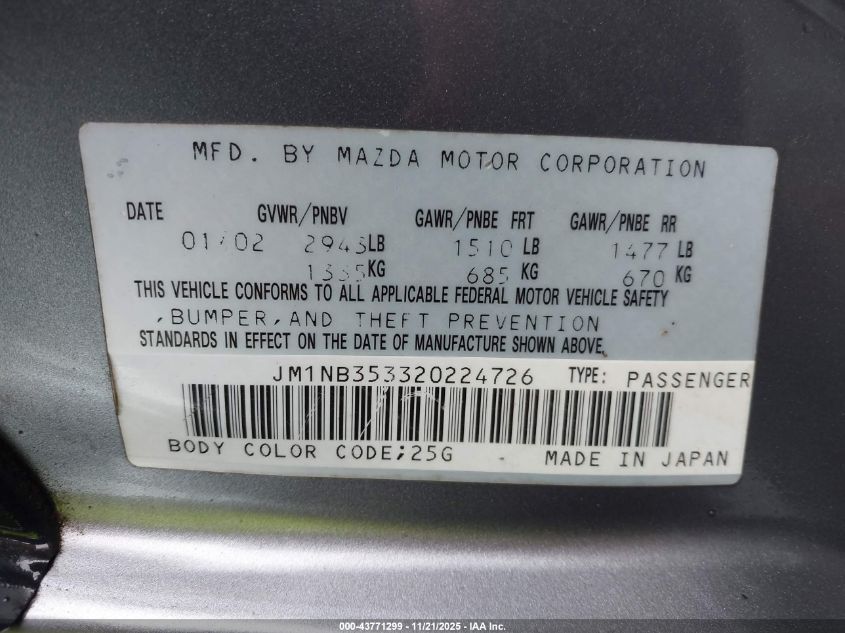 MFD. BY MAZDA MOTOR CORPORATION
DATE GVWR/PNBV GAWR/PNBE FRT GAWR/PNBE RR
01/02 2943LB 1510 LB 1477 LB
1335KG 685 KG 670 KG
THIS VEHICLE CONFORMS TO ALL APPLICABLE FEDERAL MOTOR VEHICLE SAFETY
,BUMPER,AND THEFT PREVENTION
STANDARDS IN EFFECT ON THE DATE OF MANUFACTURE SHOWN ABOVE.
JM1NB353320224726 TYPE: PASSENGER
BODY COLOR CODE;25G MADE IN JAPAN
000-43771299 - 11/21/2025 - IAA Inc.